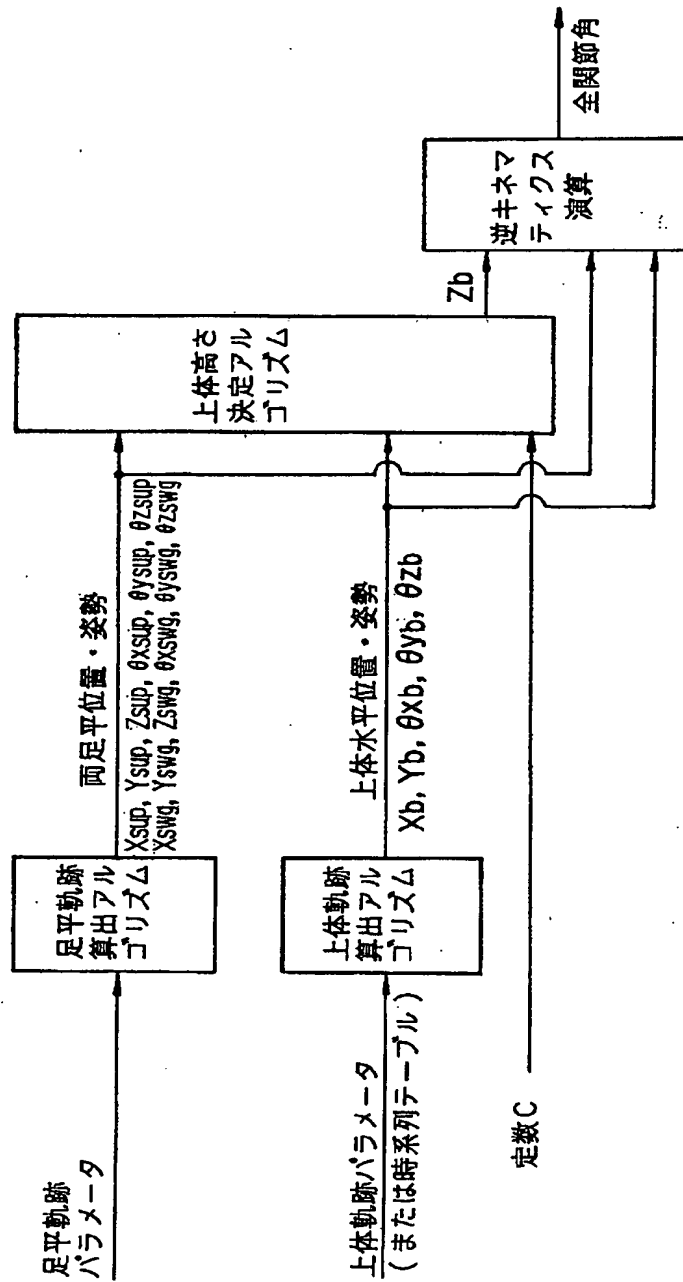 足平軌跡
パラメータ
足平軌跡
算出アル
ゴリズム
両足平位置・姿勢
Xsup, Ysup, Zsup, θxsup, θysup, θzsup
Xswg, Yswg, Zswg, θxswg, θyswg, θzswg
上体軌跡パラメータ
(または時系列テーブル)
上体軌跡
算出アル
ゴリズム
上体水平位置・姿勢
Xb, Yb, θxb, θyb, θzb
定数C
上体高さ
決定アル
ゴリズム
Zb
逆キネマ
ティクス
演算
全関節角